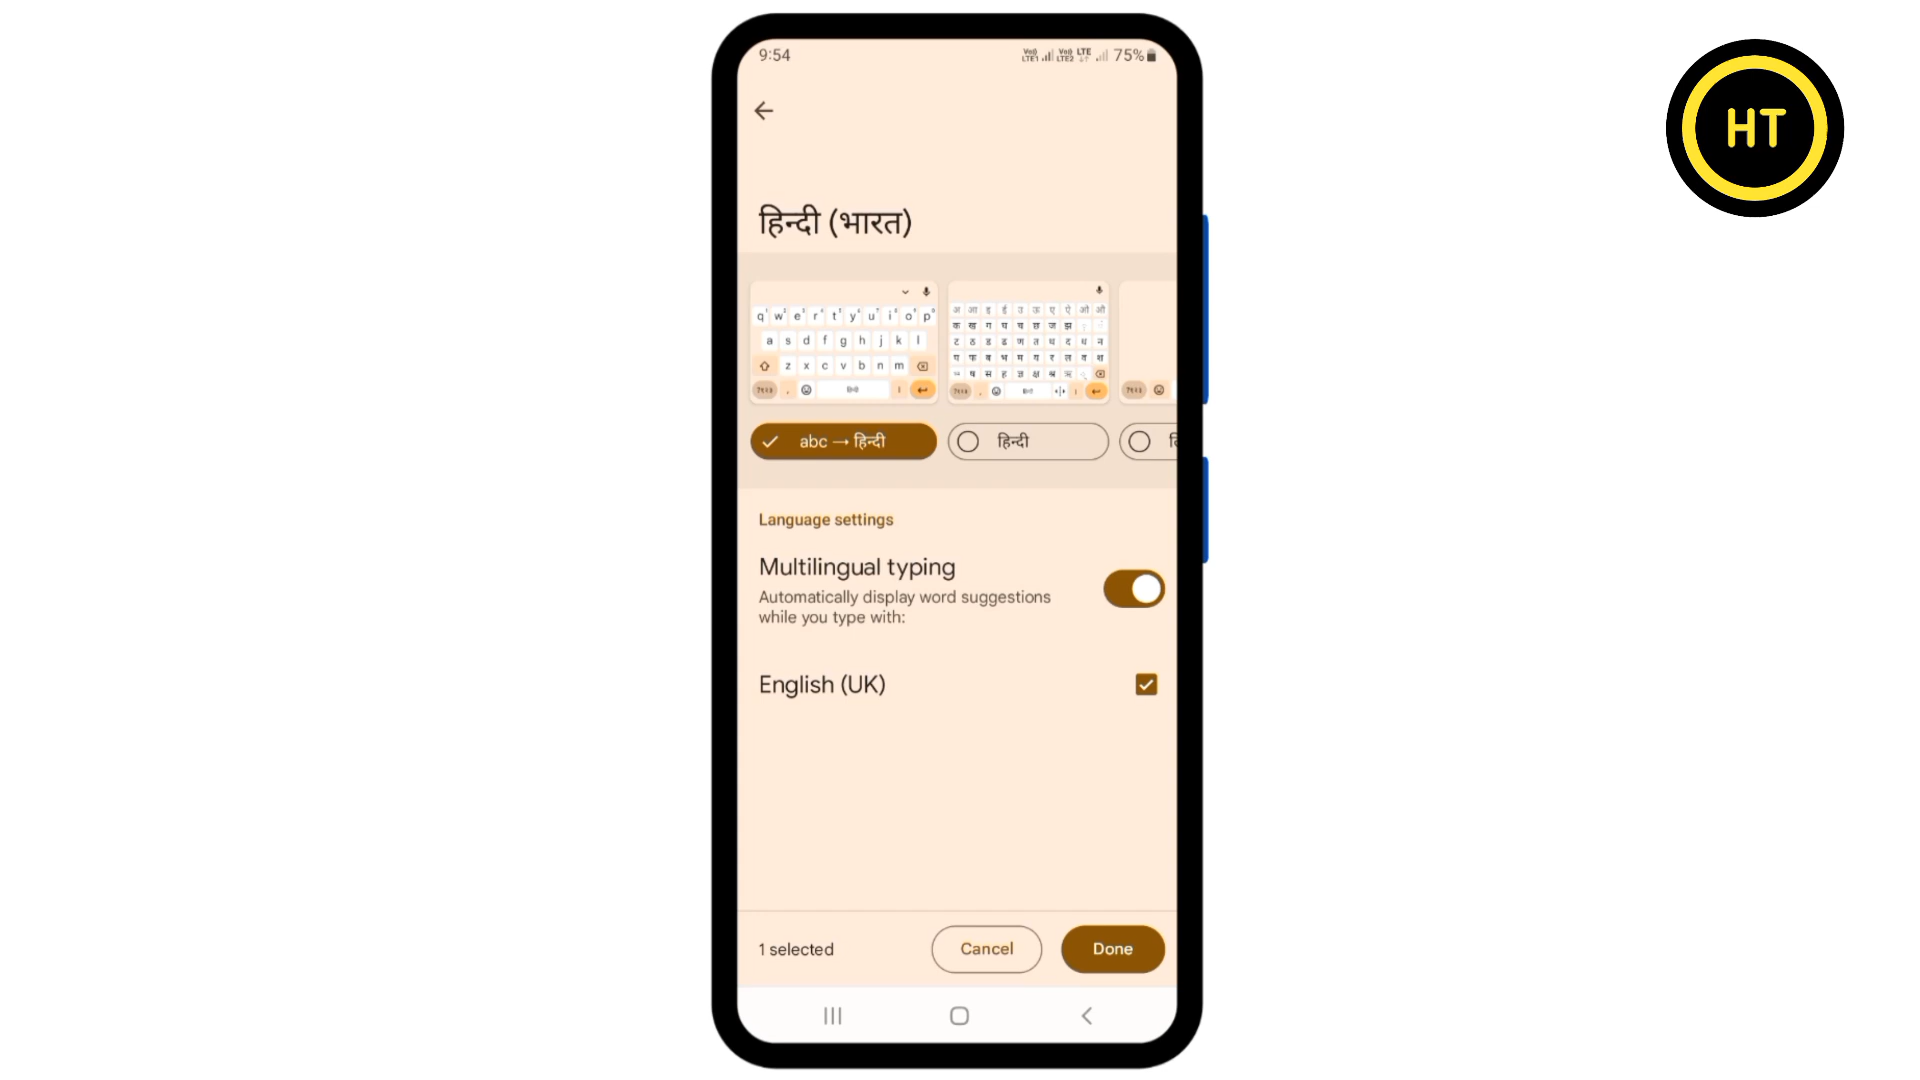 9:54
75%
HT
हिन्दी (भारत)
q w e r t y u i o p
a s d f g h j k l
z x c v b n m
अ आ इ ई उ ऊ ए ऐ ओ औ
क ख ग घ च छ ज झ
ट ठ ड ढ ण त थ द ध न
प फ ब भ म य र ल व श
ष स ह ज्ञ क्ष श्र ऋ
abc → हिन्दी
हिन्दी
Language settings
Multilingual typing
Automatically display word suggestions
while you type with:
English (UK)
1 selected
Cancel
Done